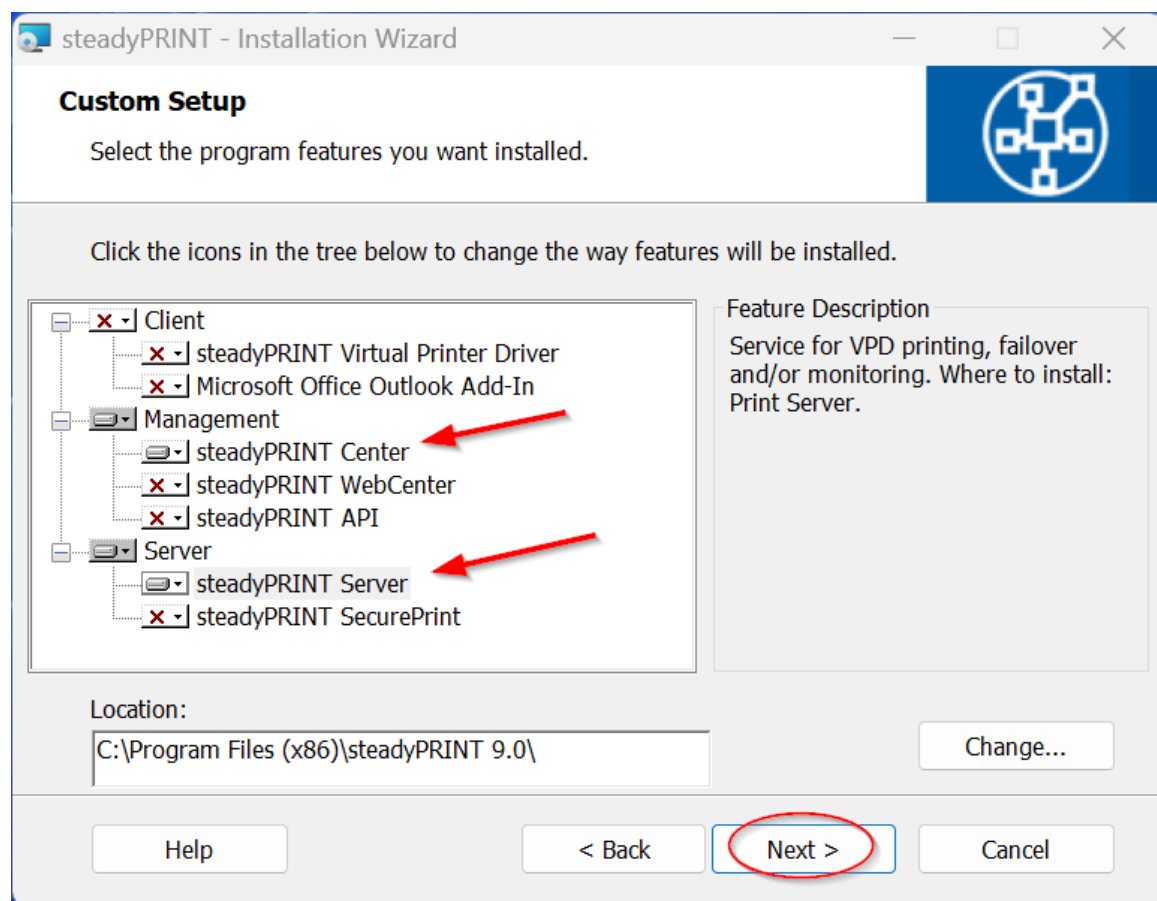 steadyPRINT - Installation Wizard
Custom Setup
Select the program features you want installed.
Click the icons in the tree below to change the way features will be installed.
Client
steadyPRINT Virtual Printer Driver
Microsoft Office Outlook Add-In
Management
steadyPRINT Center
steadyPRINT WebCenter
steadyPRINT API
Server
steadyPRINT Server
steadyPRINT SecurePrint
Feature Description
Service for VPD printing, failover
and/or monitoring. Where to install:
Print Server.
Location:
C:\Program Files (x86)\steadyPRINT 9.0\
Change...
Help
< Back
Next >
Cancel